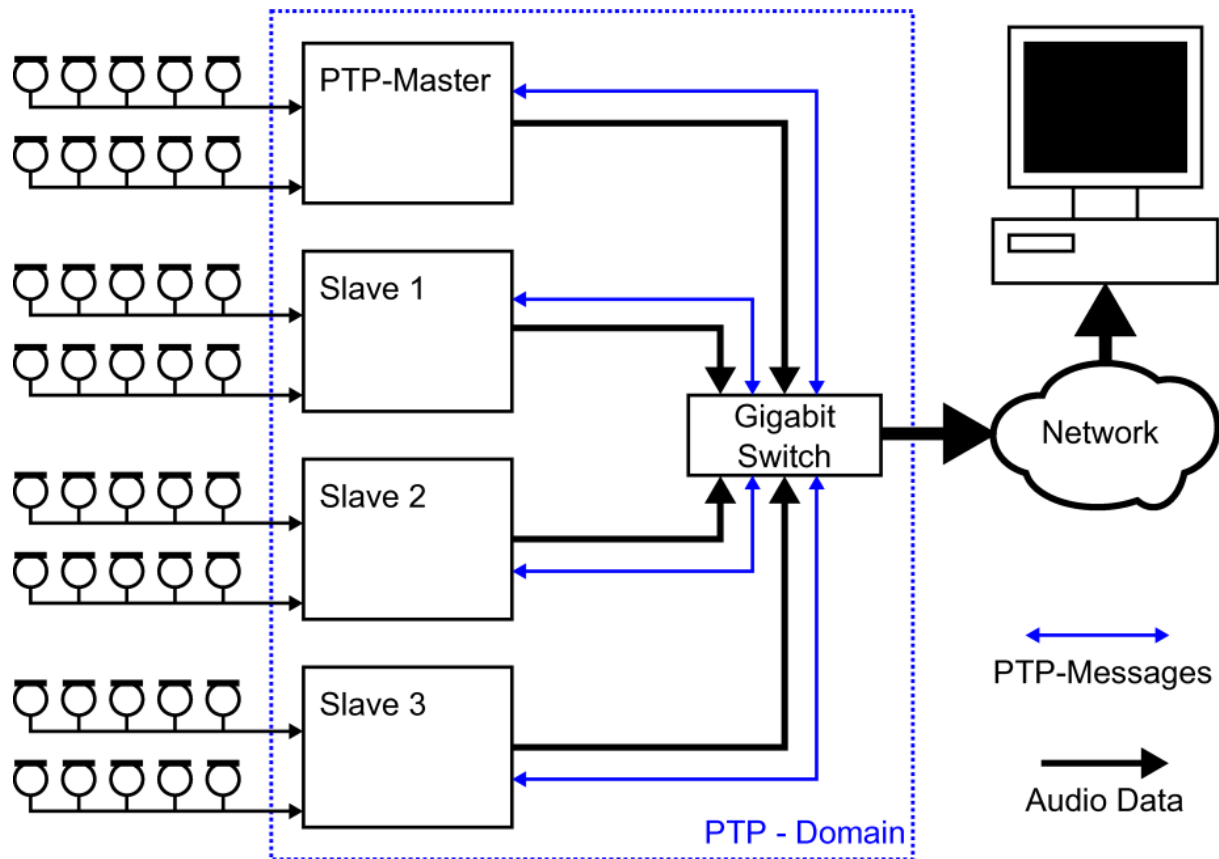 PTP-Master
Slave 1
Gigabit
Switch
Network
Slave 2
Slave 3
PTP-Messages
Audio Data
PTP - Domain